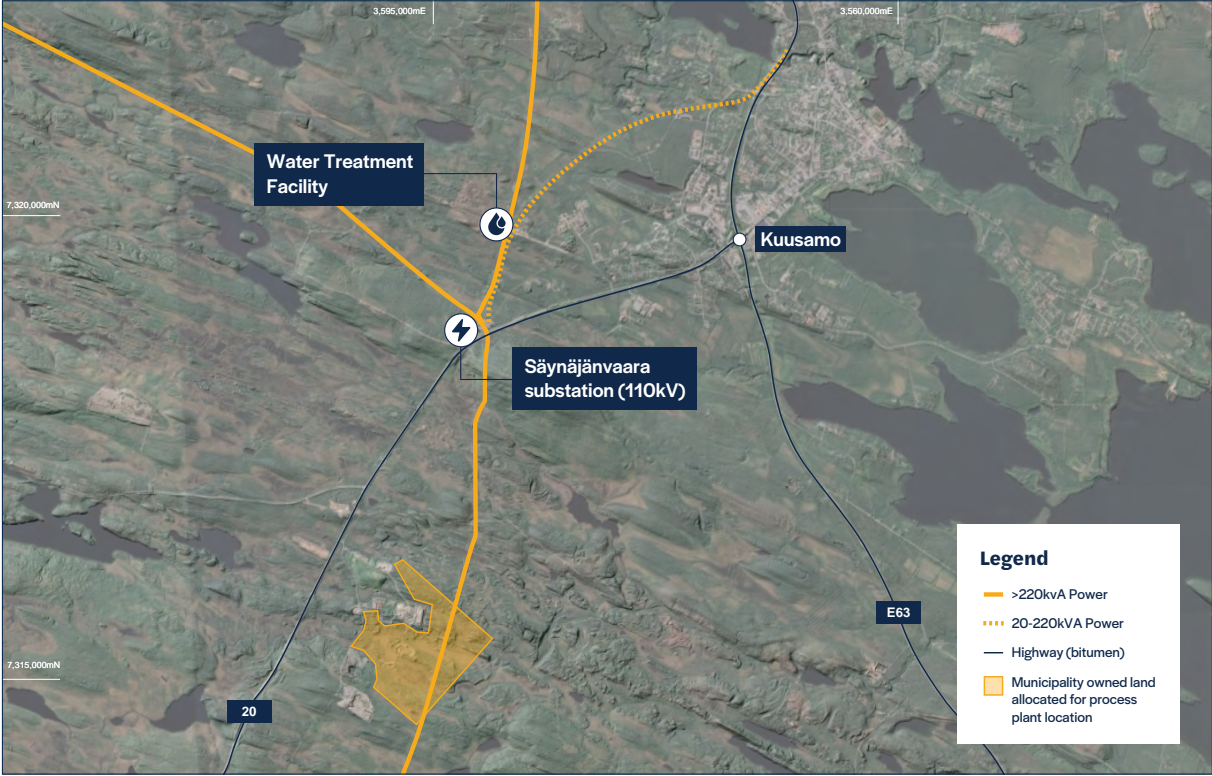 3,595,000mE
3,560,000mE
Water Treatment
Facility
7,320,000mN
Kuusamo
Säynäjänvaara
substation (110kV)
Legend
>220kvA Power
20-220kVA Power
E63
Highway (bitumen)
7,315,000mN
Municipality owned land
allocated for process
plant location
20